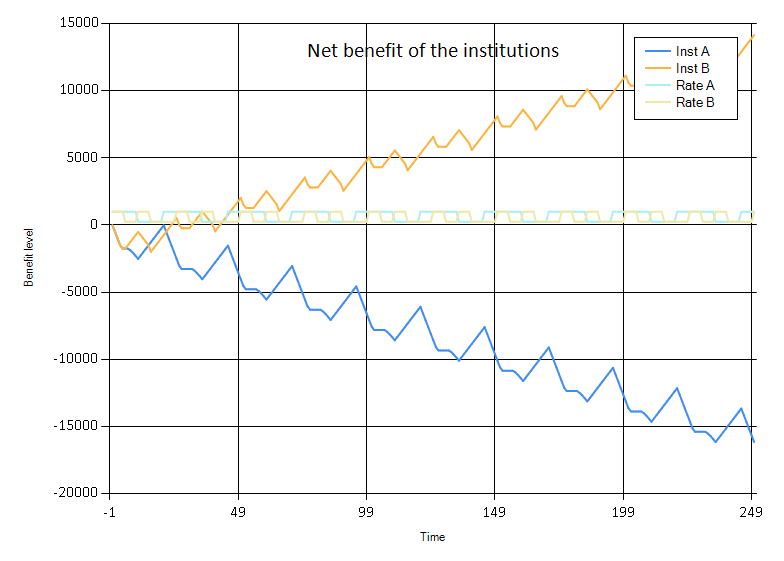 Net benefit of the institutions
15000
10000
5000
0
-5000
-10000
-15000
-20000
Benefit level
-1 49 99 149 199 249
Time
Inst A
Inst B
Rate A
Rate B